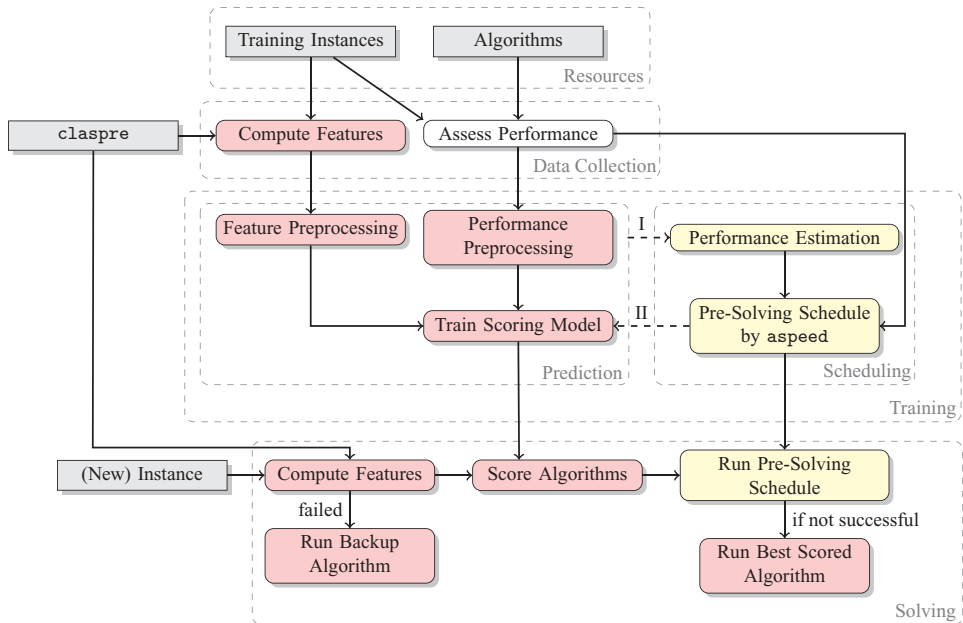 Training Instances
Algorithms
Resources
claspre
Compute Features
Assess Performance
Data Collection
Feature Preprocessing
Performance
Preprocessing
I
Performance Estimation
Train Scoring Model
II
Pre-Solving Schedule
by aspeed
Prediction
Scheduling
Training
(New) Instance
Compute Features
Score Algorithms
Run Pre-Solving
Schedule
failed
if not successful
Run Backup
Algorithm
Run Best Scored
Algorithm
Solving